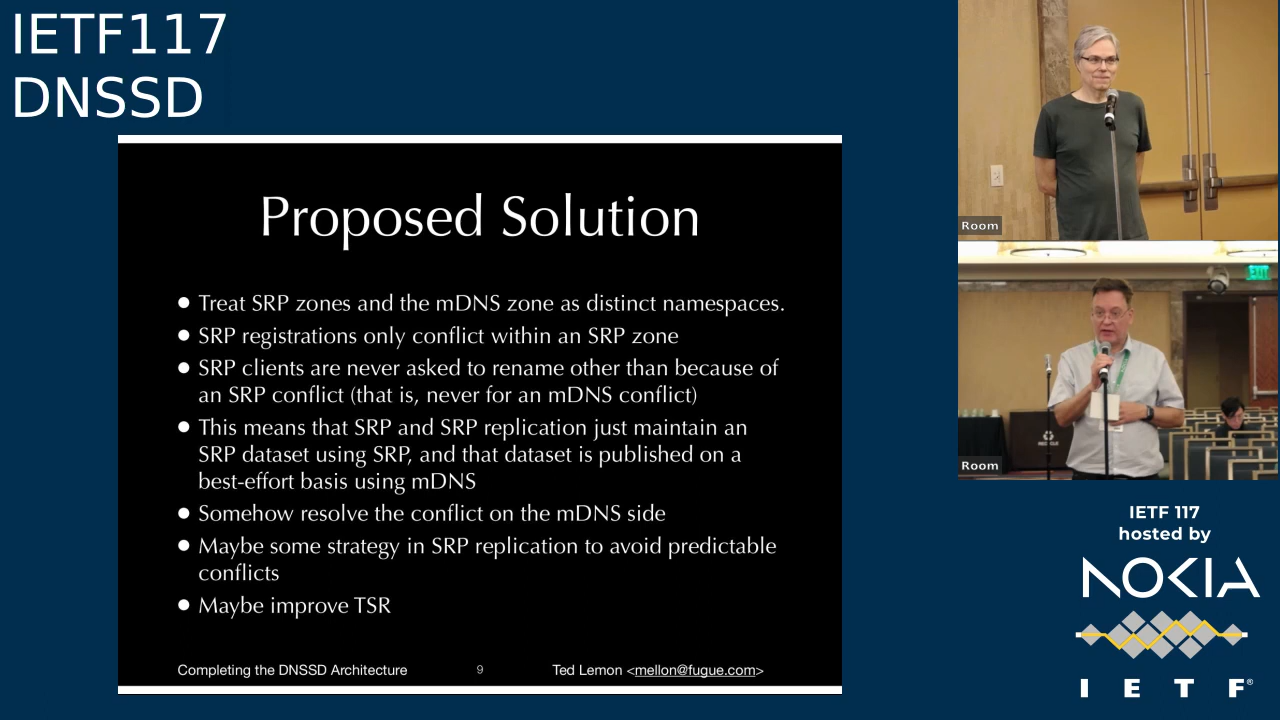 IETF117
DNSSD
Proposed Solution
● Treat SRP zones and the mDNS zone as distinct namespaces.
● SRP registrations only conflict within an SRP zone
● SRP clients are never asked to rename other than because of
an SRP conflict (that is, never for an mDNS conflict)
● This means that SRP and SRP replication just maintain an
SRP dataset using SRP, and that dataset is published on a
best-effort basis using mDNS
● Somehow resolve the conflict on the mDNS side
● Maybe some strategy in SRP replication to avoid predictable
conflicts
● Maybe improve TSR
Completing the DNSSD Architecture 9 Ted Lemon <mellon@fugue.com>
Room
EXIT
Room
IETF 117
hosted by
NOKIA
I E T F®